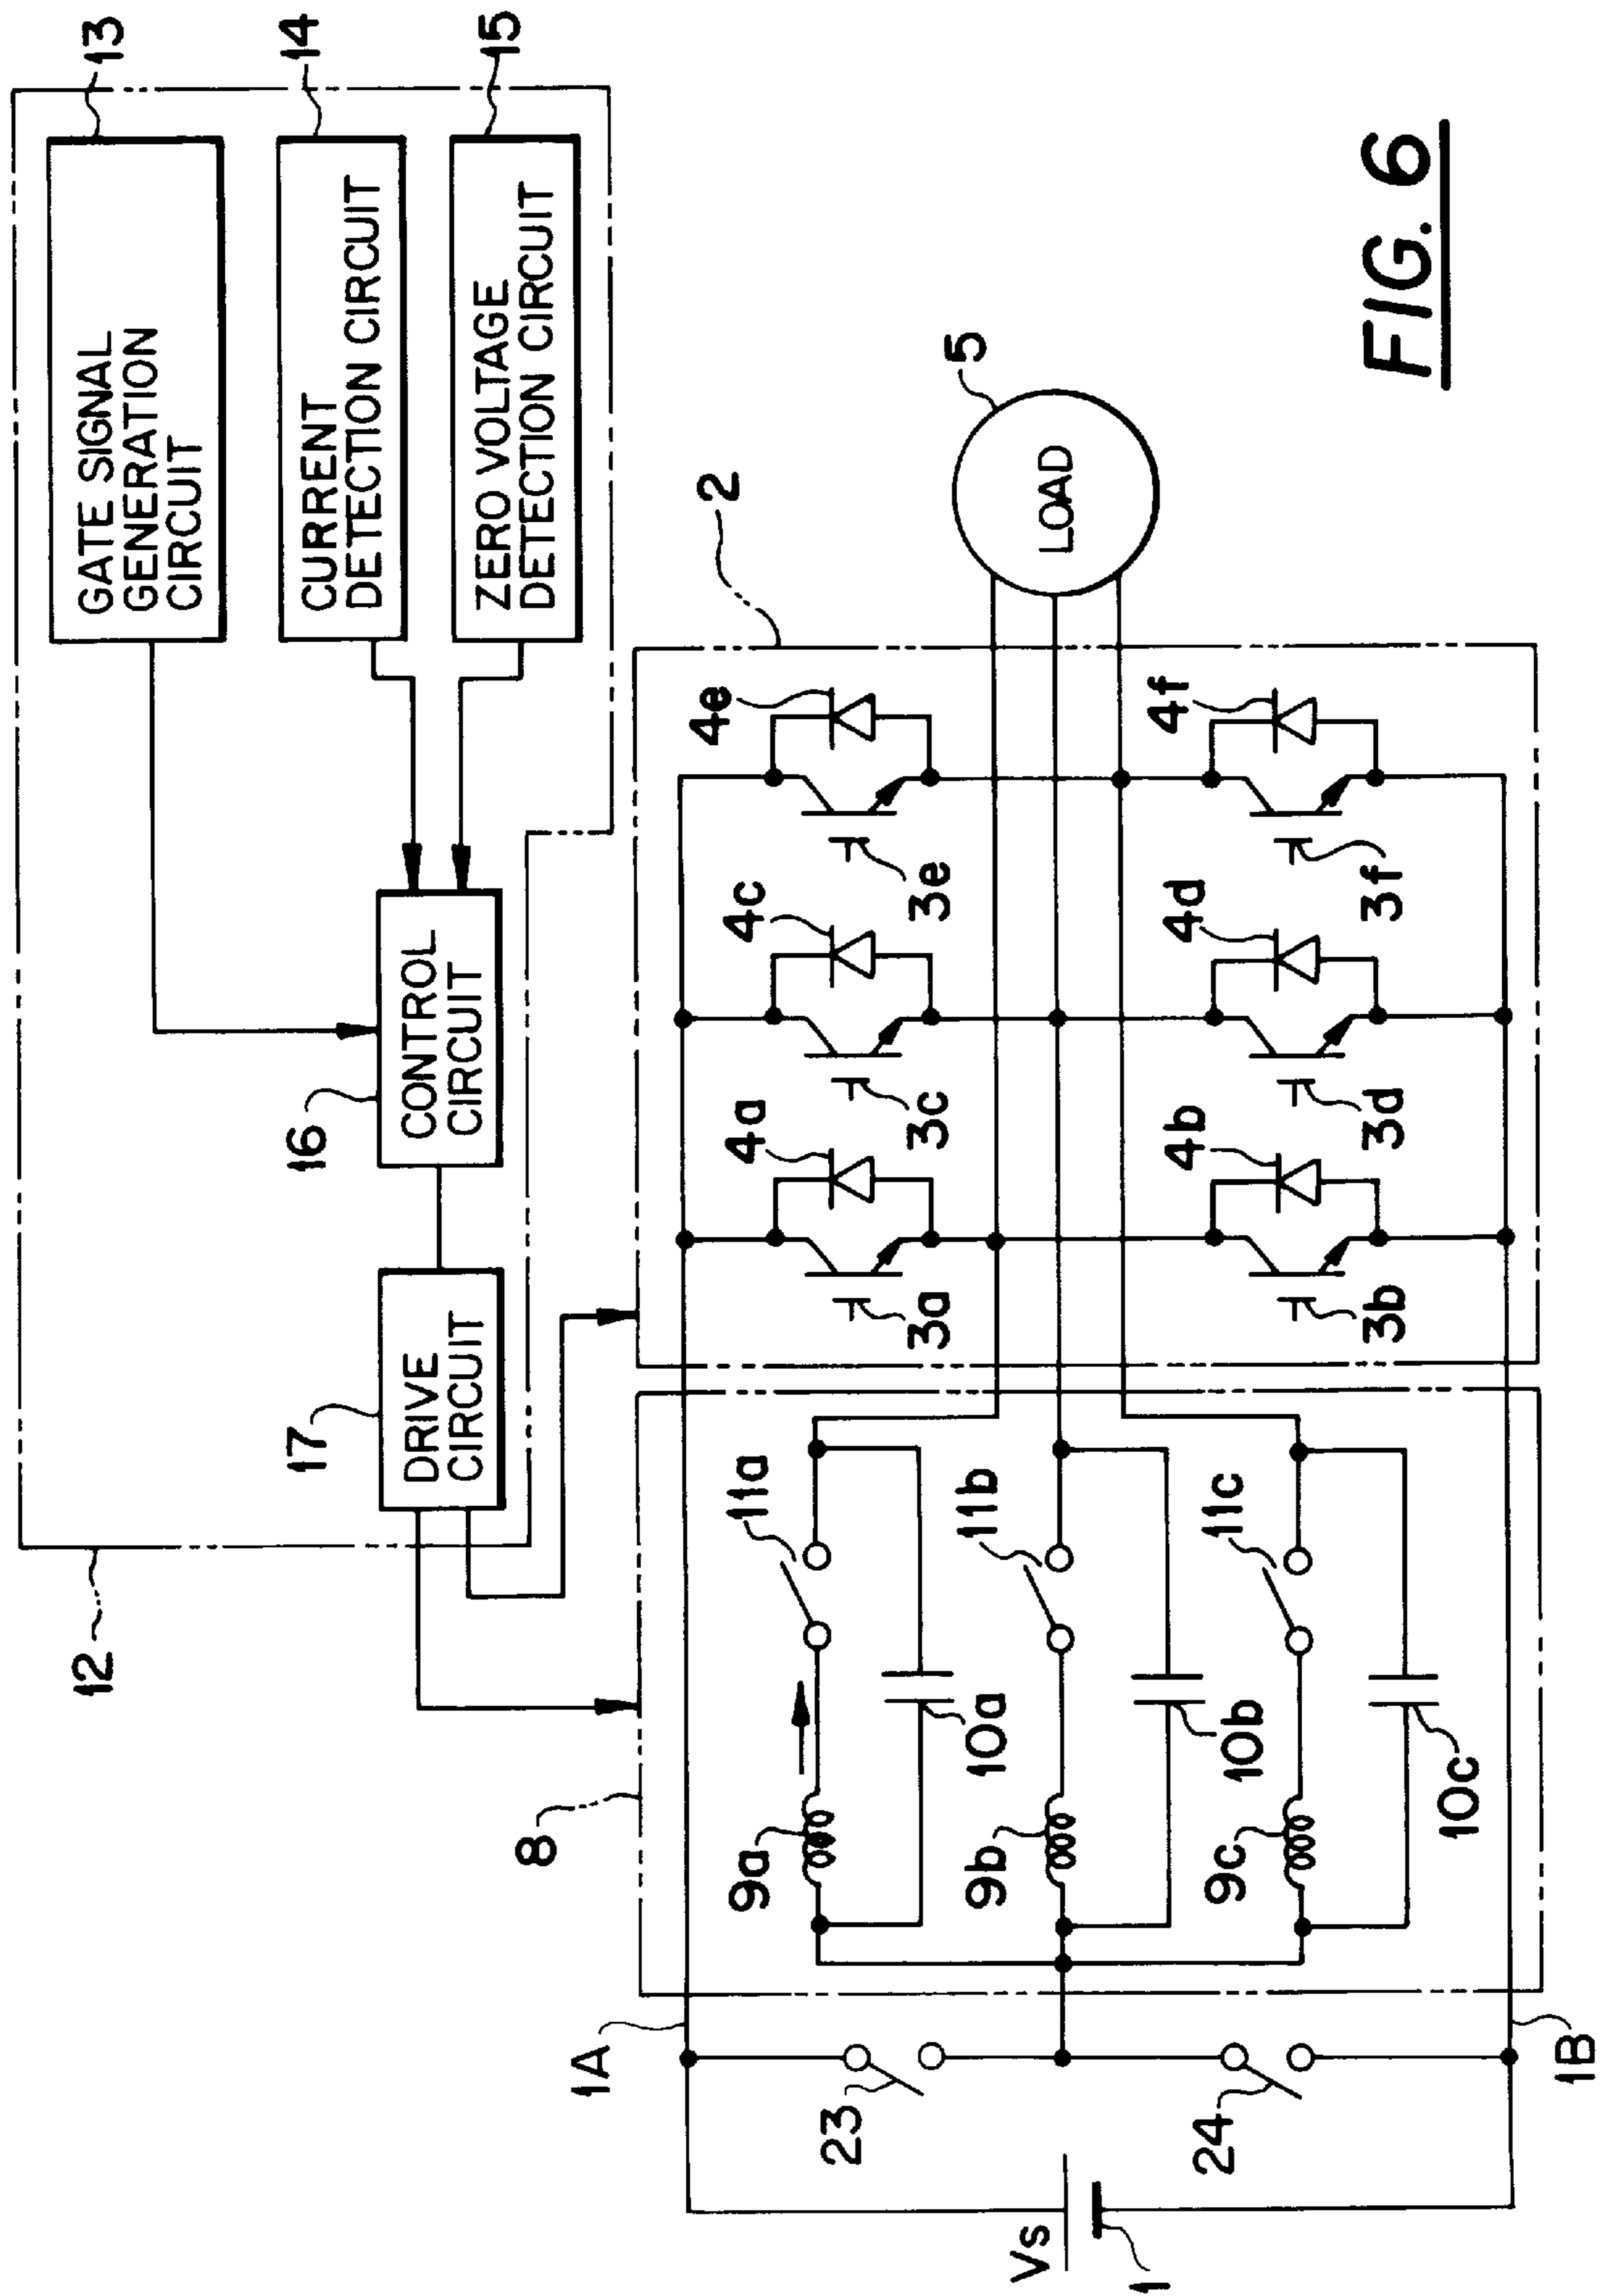 12
GATE SIGNAL
GENERATION
CIRCUIT
13
17
DRIVE
CIRCUIT
16
CONTROL
CIRCUIT
CURRENT
DETECTION CIRCUIT
14
ZERO VOLTAGE
DETECTION CIRCUIT
15
8
2
1A
9a
11a
4a
4c
4e
10a
3a
3c
3e
23
Vs
1
9b
11b
10b
LOAD
5
24
9c
11c
4b
4d
4f
10c
3b
3d
3f
1B
FIG. 6